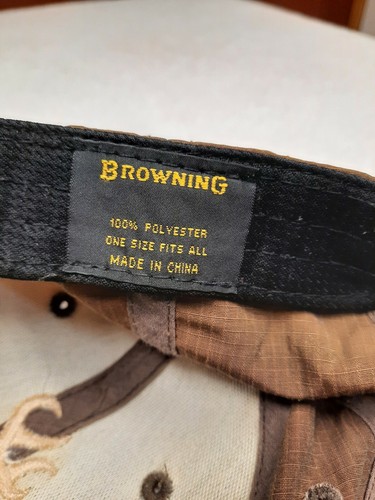 BROWNING
100% POLYESTER
ONE SIZE FITS ALL
MADE IN CHINA